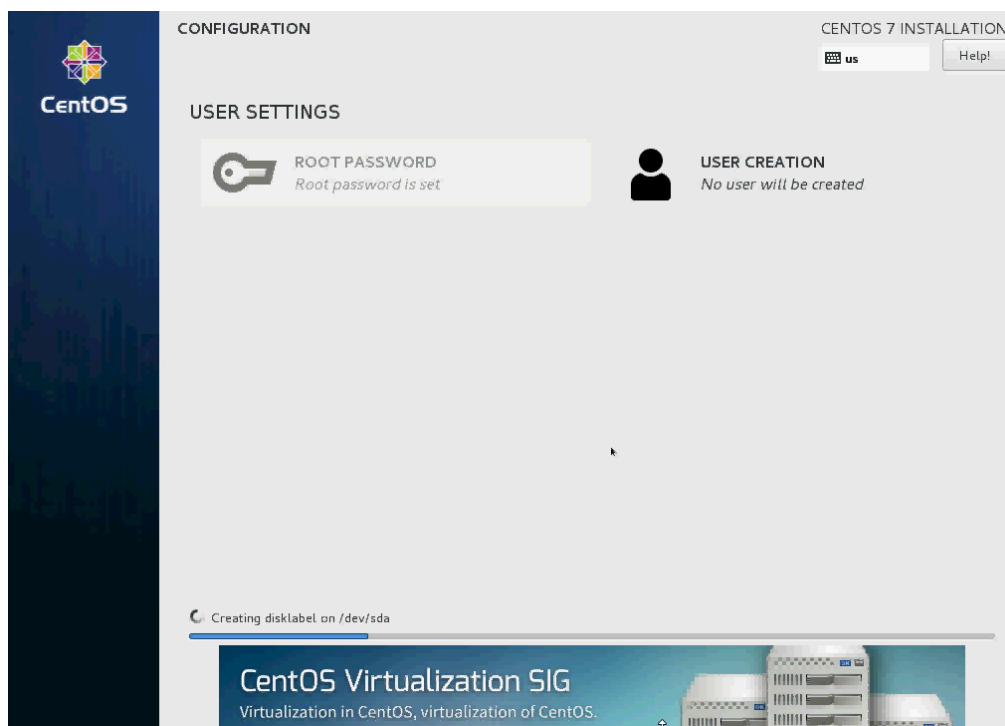 CONFIGURATION
CENTOS 7 INSTALLATION
us
Help!
CentOS
USER SETTINGS
ROOT PASSWORD
Root password is set
USER CREATION
No user will be created
Creating disklabel on /dev/sda
CentOS Virtualization SIG
Virtualization in CentOS, virtualization of CentOS.